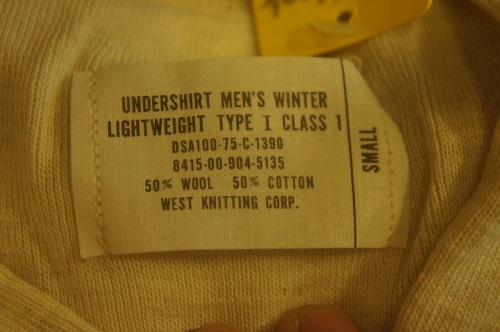 UNDERSHIRT MEN'S WINTER
LIGHTWEIGHT TYPE I CLASS 1
DSA100-75-C-1390
8415-00-904-5135
50% WOOL 50% COTTON
WEST KNITTING CORP.
SMALL